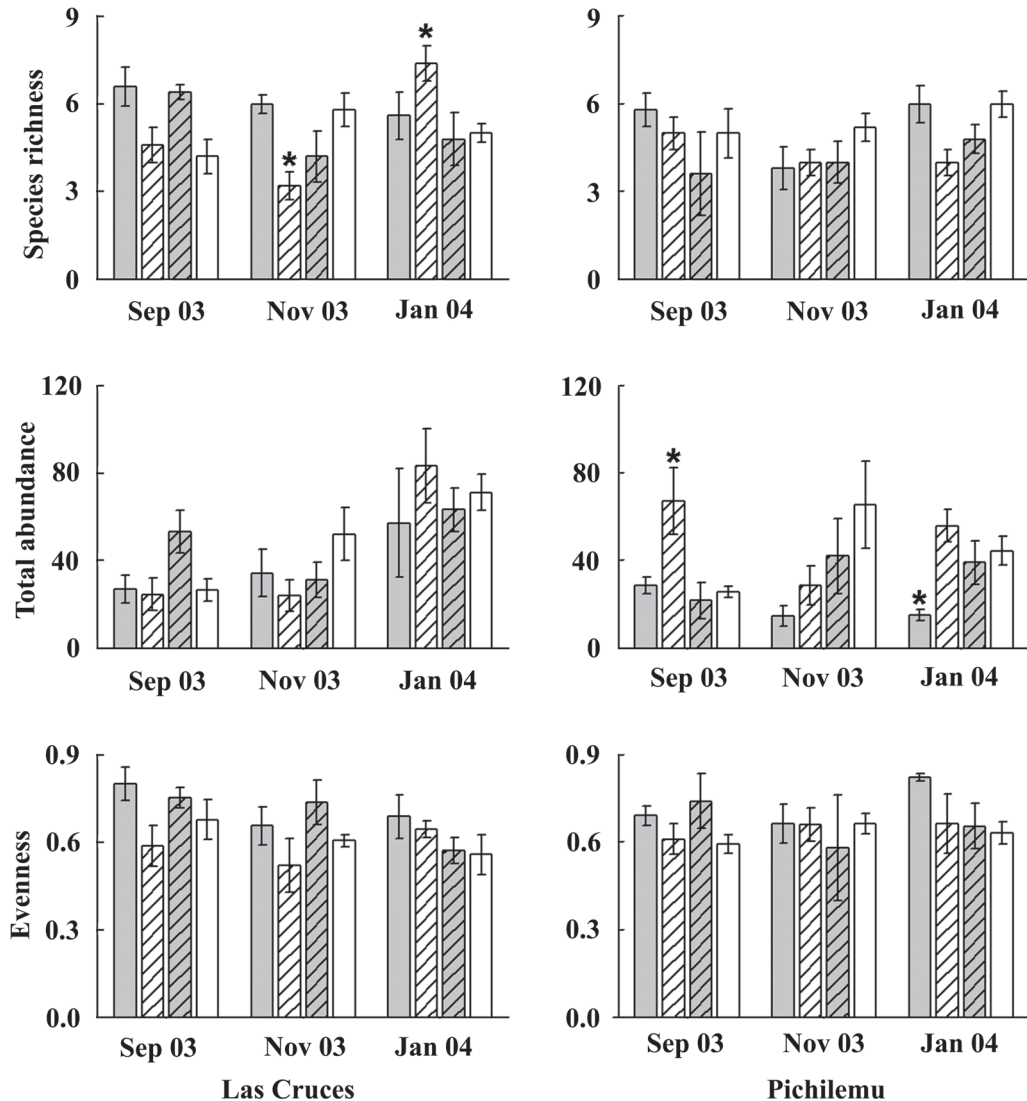 9 * 9
6 6
3 3
0 0
*
Species richness
Sep 03 Nov 03 Jan 04 Sep 03 Nov 03 Jan 04
120 120
80 * 80
40 40
*
0 0
Total abundance
Sep 03 Nov 03 Jan 04 Sep 03 Nov 03 Jan 04
0.9 0.9
0.6 0.6
0.3 0.3
0.0 0.0
Evenness
Sep 03 Nov 03 Jan 04 Sep 03 Nov 03 Jan 04
Las Cruces Pichilemu